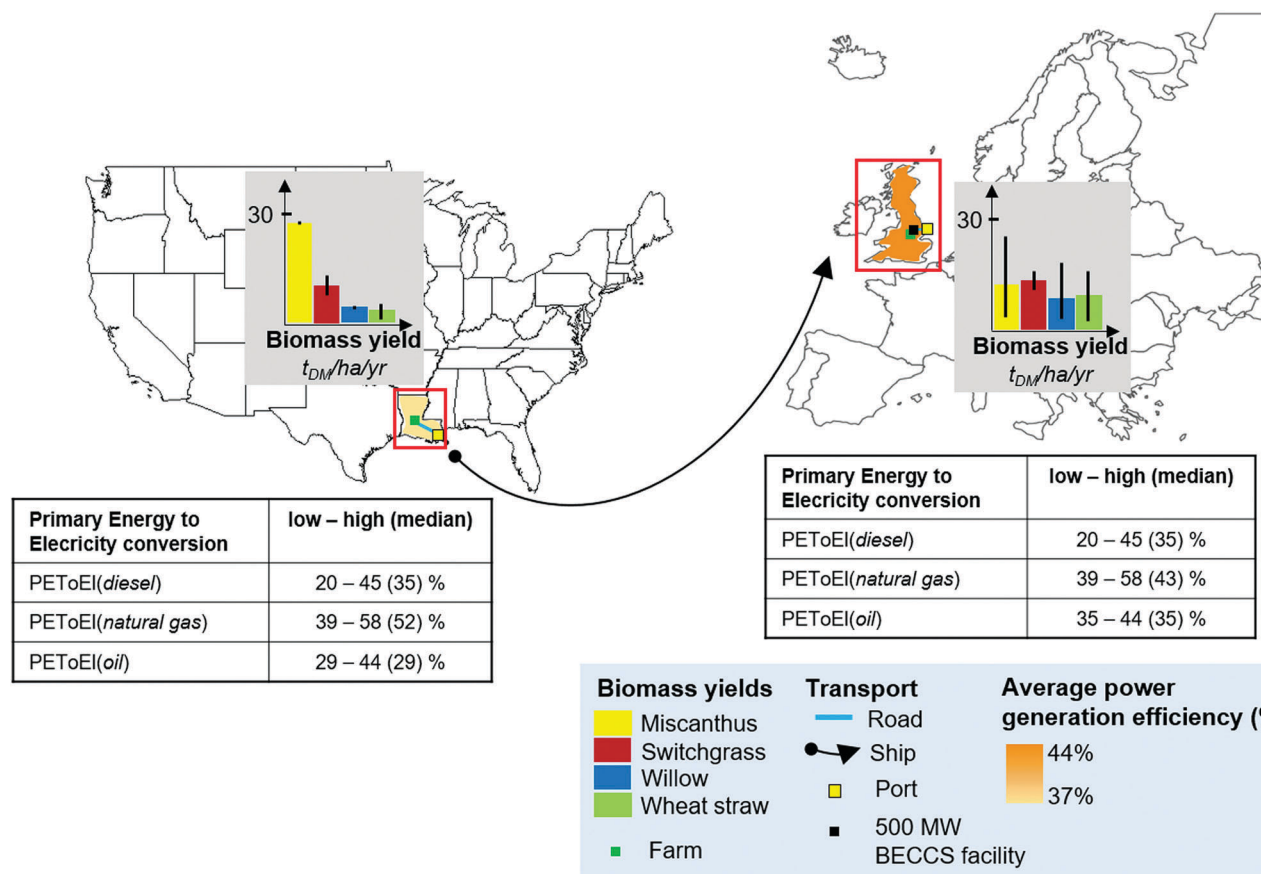 30
Biomass yield
tDM/ha/yr
30
Biomass yield
tDM/ha/yr
Primary Energy to
Elecricity conversion
low – high (median)
PEToEl(diesel)
20 – 45 (35) %
PEToEl(natural gas)
39 – 58 (52) %
PEToEl(oil)
29 – 44 (29) %
Primary Energy to
Elecricity conversion
low – high (median)
PEToEl(diesel)
20 – 45 (35) %
PEToEl(natural gas)
39 – 58 (43) %
PEToEl(oil)
35 – 44 (35) %
Biomass yields
Miscanthus
Switchgrass
Willow
Wheat straw
Farm
Transport
Road
Ship
Port
500 MW
BECCS facility
Average power
generation efficiency (%
44%
37%